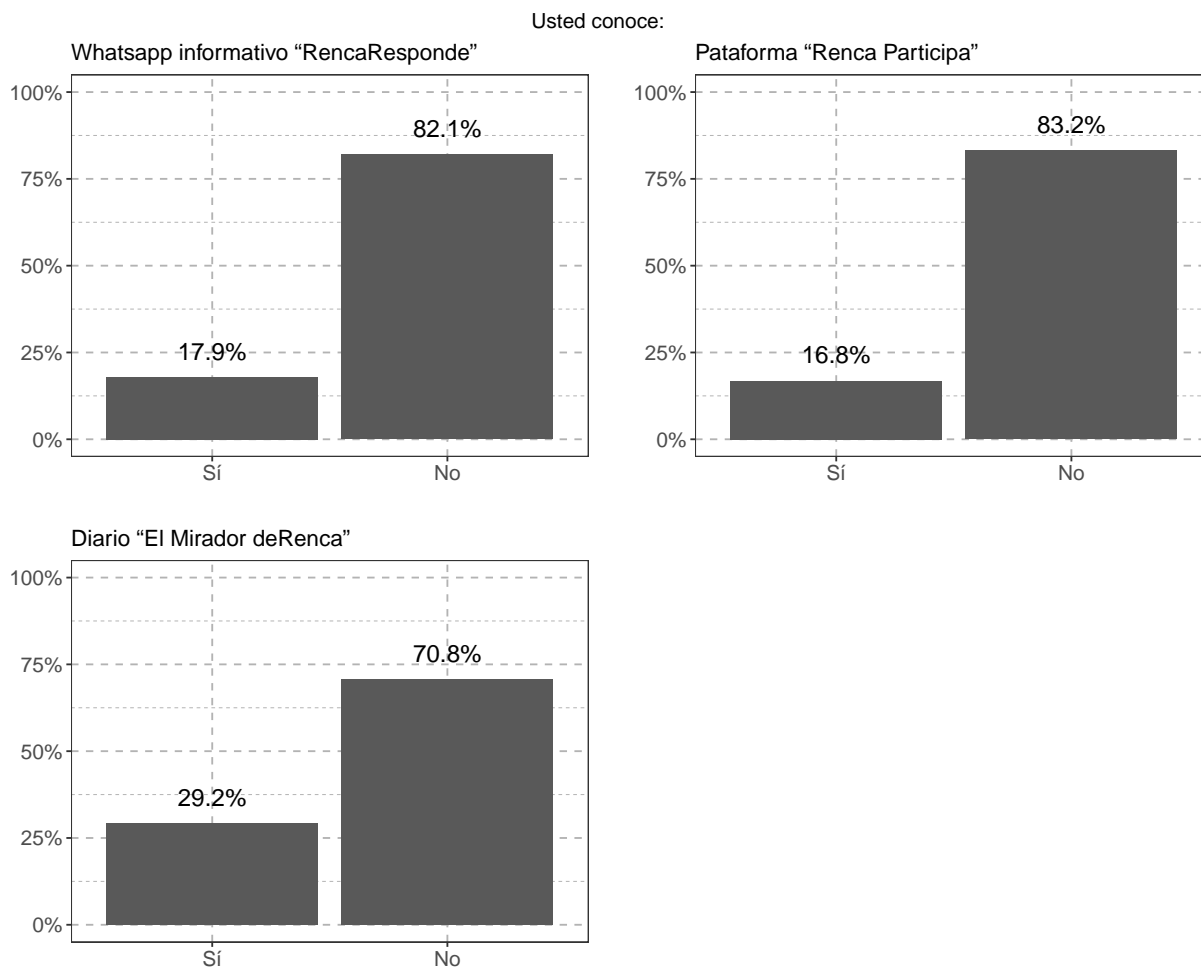 Usted conoce:
Whatsapp informativo “RencaResponde”
100%
75%
50%
25%
0%
82.1%
17.9%
Sí
No
Pataforma “Renca Participa”
100%
75%
50%
25%
0%
83.2%
16.8%
Sí
No
Diario “El Mirador deRenca”
100%
75%
50%
25%
0%
70.8%
29.2%
Sí
No